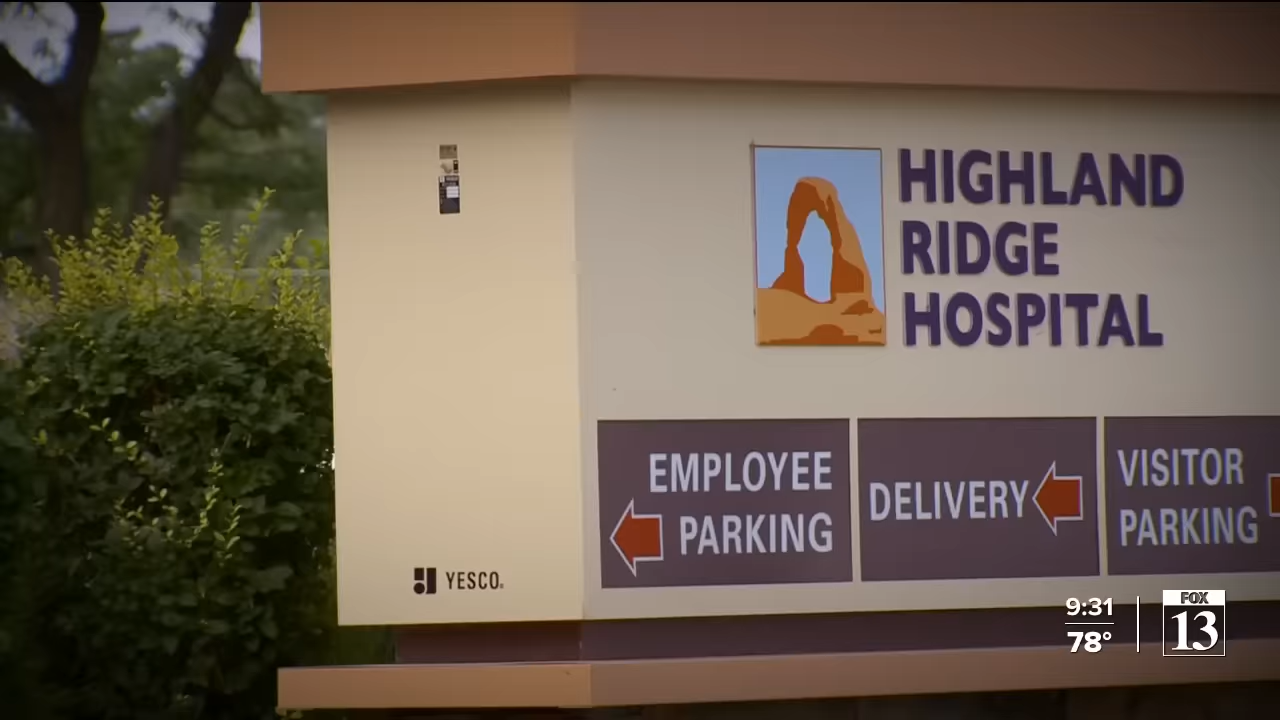 HIGHLAND
RIDGE
HOSPITAL
EMPLOYEE
PARKING
DELIVERY
VISITOR
PARKING
YESCO
9:31
78°
FOX
13